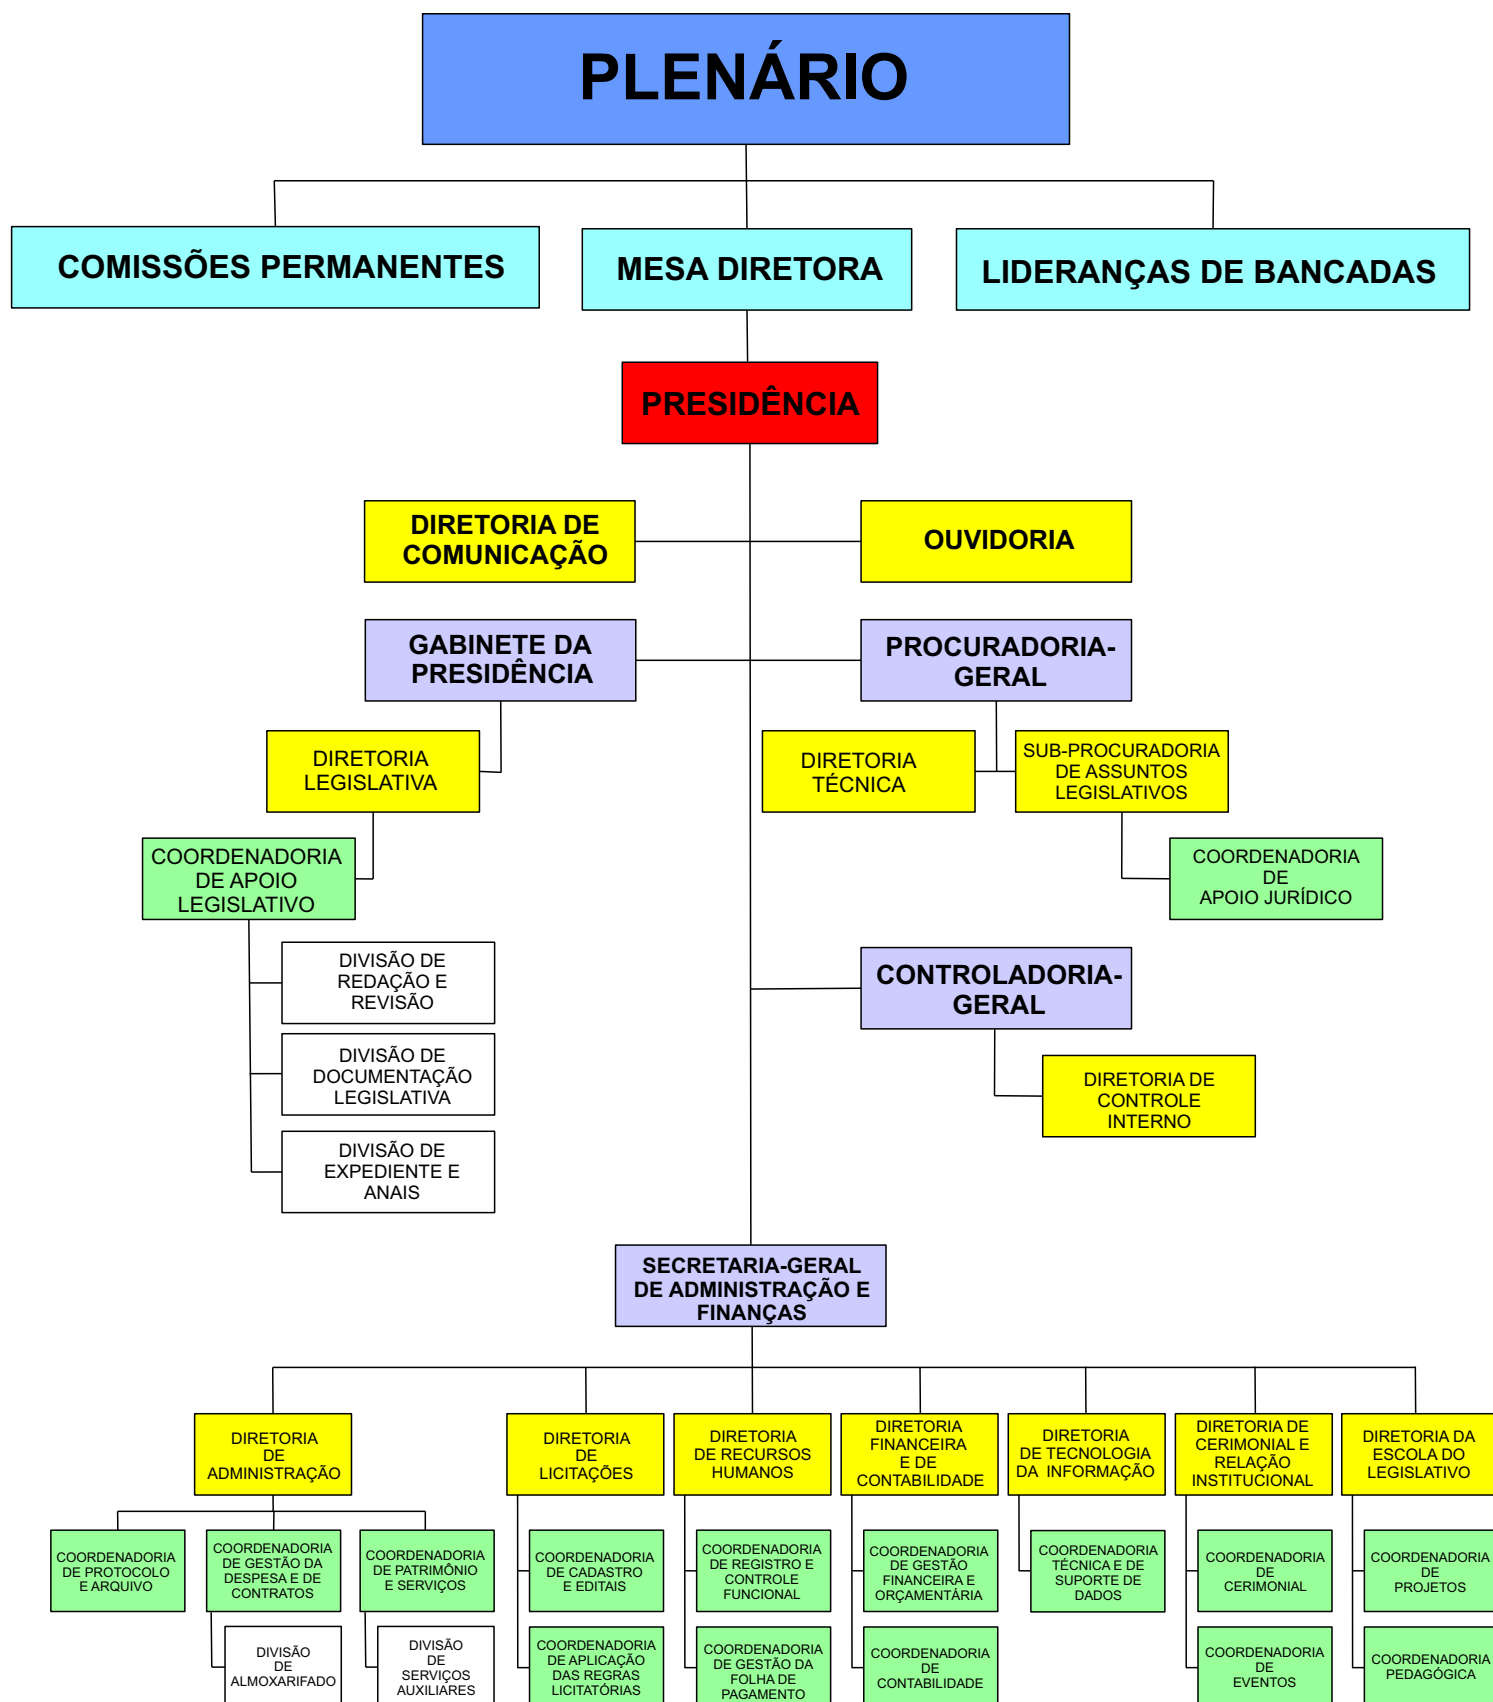 PLENÁRIO
COMISSÕES PERMANENTES
MESA DIRETORA
LIDERANÇAS DE BANCADAS
PRESIDÊNCIA
DIRETORIA DE
COMUNICAÇÃO
OUVIDORIA
GABINETE DA
PRESIDÊNCIA
PROCURADORIA-
GERAL
DIRETORIA
LEGISLATIVA
DIRETORIA
TÉCNICA
SUB-PROCURADORIA
DE ASSUNTOS
LEGISLATIVOS
COORDENADORIA
DE APOIO
LEGISLATIVO
COORDENADORIA
DE
APOIO JURÍDICO
DIVISÃO DE
REDAÇÃO E
REVISÃO
CONTROLADORIA-
GERAL
DIVISÃO DE
DOCUMENTAÇÃO
LEGISLATIVA
DIRETORIA DE
CONTROLE
INTERNO
DIVISÃO DE
EXPEDIENTE E
ANAIS
SECRETARIA-GERAL
DE ADMINISTRAÇÃO E
FINANÇAS
DIRETORIA
DE
ADMINISTRAÇÃO
DIRETORIA
DE
LICITAÇÕES
DIRETORIA
DE RECURSOS
HUMANOS
DIRETORIA
FINANCEIRA
E DE
CONTABILIDADE
DIRETORIA
DE TECNOLOGIA
DA INFORMAÇÃO
DIRETORIA DE
CERIMONIAL E
RELAÇÃO
INSTITUCIONAL
DIRETORIA DA
ESCOLA DO
LEGISLATIVO
COORDENADORIA
DE PROTOCOLO
E ARQUIVO
COORDENADORIA
DE GESTÃO DA
DESPESA E DE
CONTRATOS
COORDENADORIA
DE PATRIMÔNIO
E SERVIÇOS
COORDENADORIA
DE CADASTRO
E EDITAIS
COORDENADORIA
DE REGISTRO E
CONTROLE
FUNCIONAL
COORDENADORIA
DE GESTÃO
FINANCEIRA E
ORÇAMENTÁRIA
COORDENADORIA
TÉCNICA E DE
SUPORTE DE
DADOS
COORDENADORIA
DE
CERIMONIAL
COORDENADORIA
DE
PROJETOS
DIVISÃO
DE
ALMOXARIFADO
DIVISÃO
DE
SERVIÇOS
AUXILIARES
COORDENADORIA
DE APLICAÇÃO
DAS REGRAS
LICITATÓRIAS
COORDENADORIA
DE GESTÃO DA
FOLHA DE
PAGAMENTO
COORDENADORIA
DE
CONTABILIDADE
COORDENADORIA
DE
EVENTOS
COORDENADORIA
PEDAGÓGICA